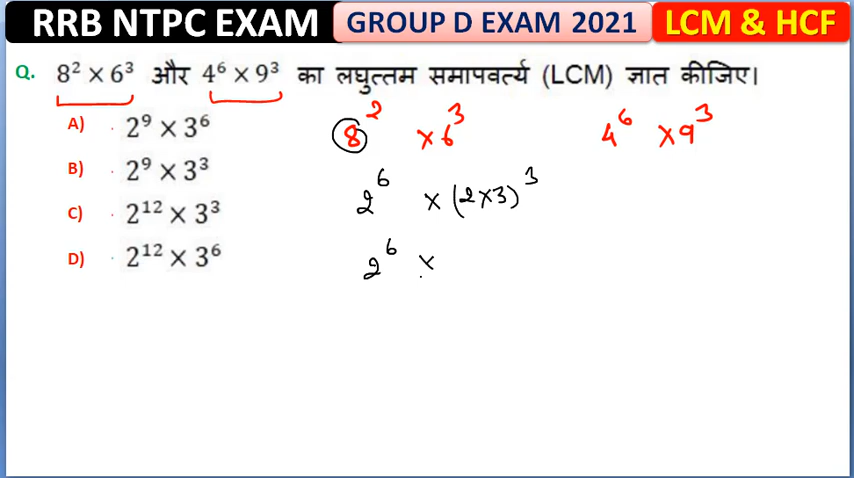 RRB NTPC EXAM GROUP D EXAM 2021 LCM & HCF
Q. 8² × 6³ और 4⁶ × 9³ का लघुत्तम समापवर्त्य (LCM) ज्ञात कीजिए।
A) 2⁹ × 3⁶
B) 2⁹ × 3³
C) 2¹² × 3³
D) 2¹² × 3⁶
8² × 6³ 4⁶ × 9³
2⁶ × (2×3)³
2⁶ ×